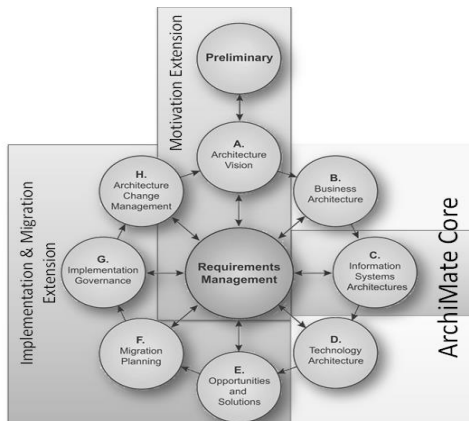 Preliminary
Motivation Extension
A.
Architecture
Vision
H.
Architecture
Change
Management
B.
Business
Architecture
G.
Implementation
Governance
Requirements
Management
C.
Information
Systems
Architectures
F.
Migration
Planning
E.
Opportunities
and
Solutions
D.
Technology
Architecture
Implementation & Migration
Extension
ArchiMate Core